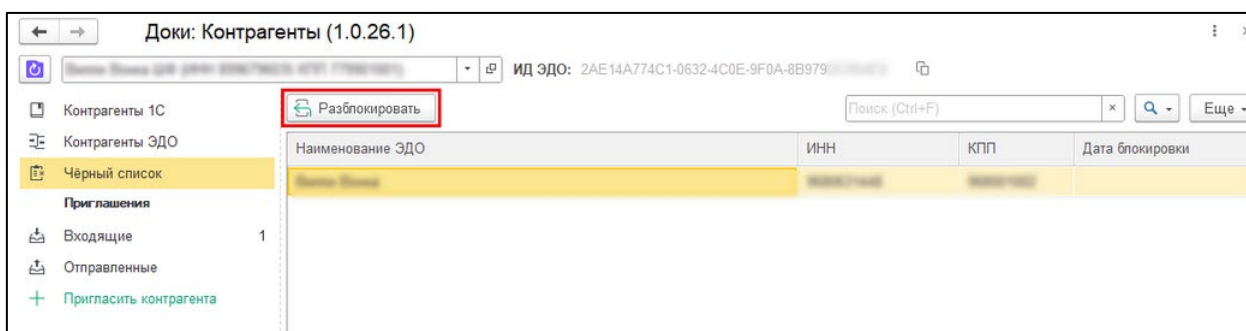 Доки: Контрагенты (1.0.26.1)
ИД ЭДО: 2AE14A774C1-0632-4C0E-9F0A-8B979
Контрагенты 1С
Разблокировать
Поиск (Ctrl+F)
Еще
Контрагенты ЭДО
Наименование ЭДО ИНН КПП Дата блокировки
Чёрный список
Приглашения
Входящие 1
Отправленные
Пригласить контрагента